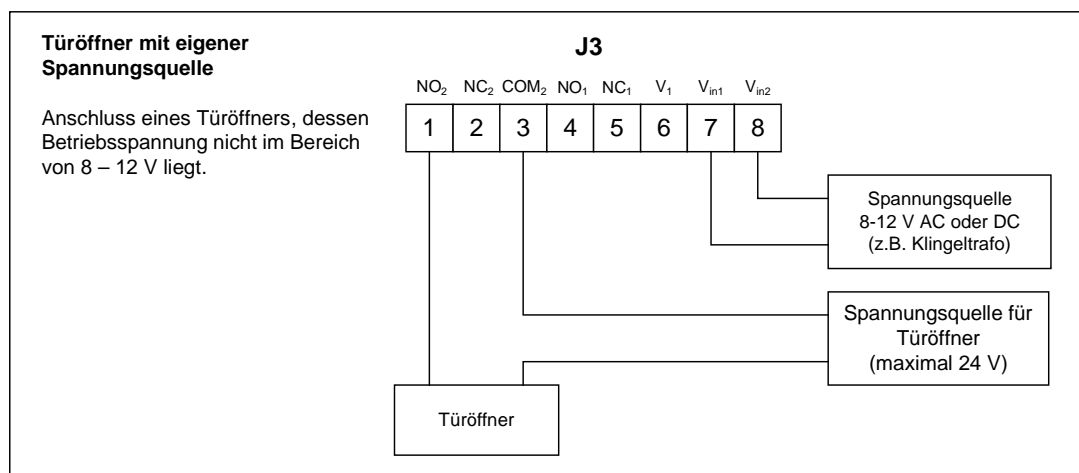 Türöffner mit eigener
Spannungsquelle
Anschluss eines Türöffners, dessen
Betriebsspannung nicht im Bereich
von 8 – 12 V liegt.
J3
NO₂ NC₂ COM₂ NO₁ NC₁ V₁ Vin1 Vin2
1 2 3 4 5 6 7 8
Spannungsquelle
8-12 V AC oder DC
(z.B. Klingeltrafo)
Spannungsquelle für
Türöffner
(maximal 24 V)
Türöffner